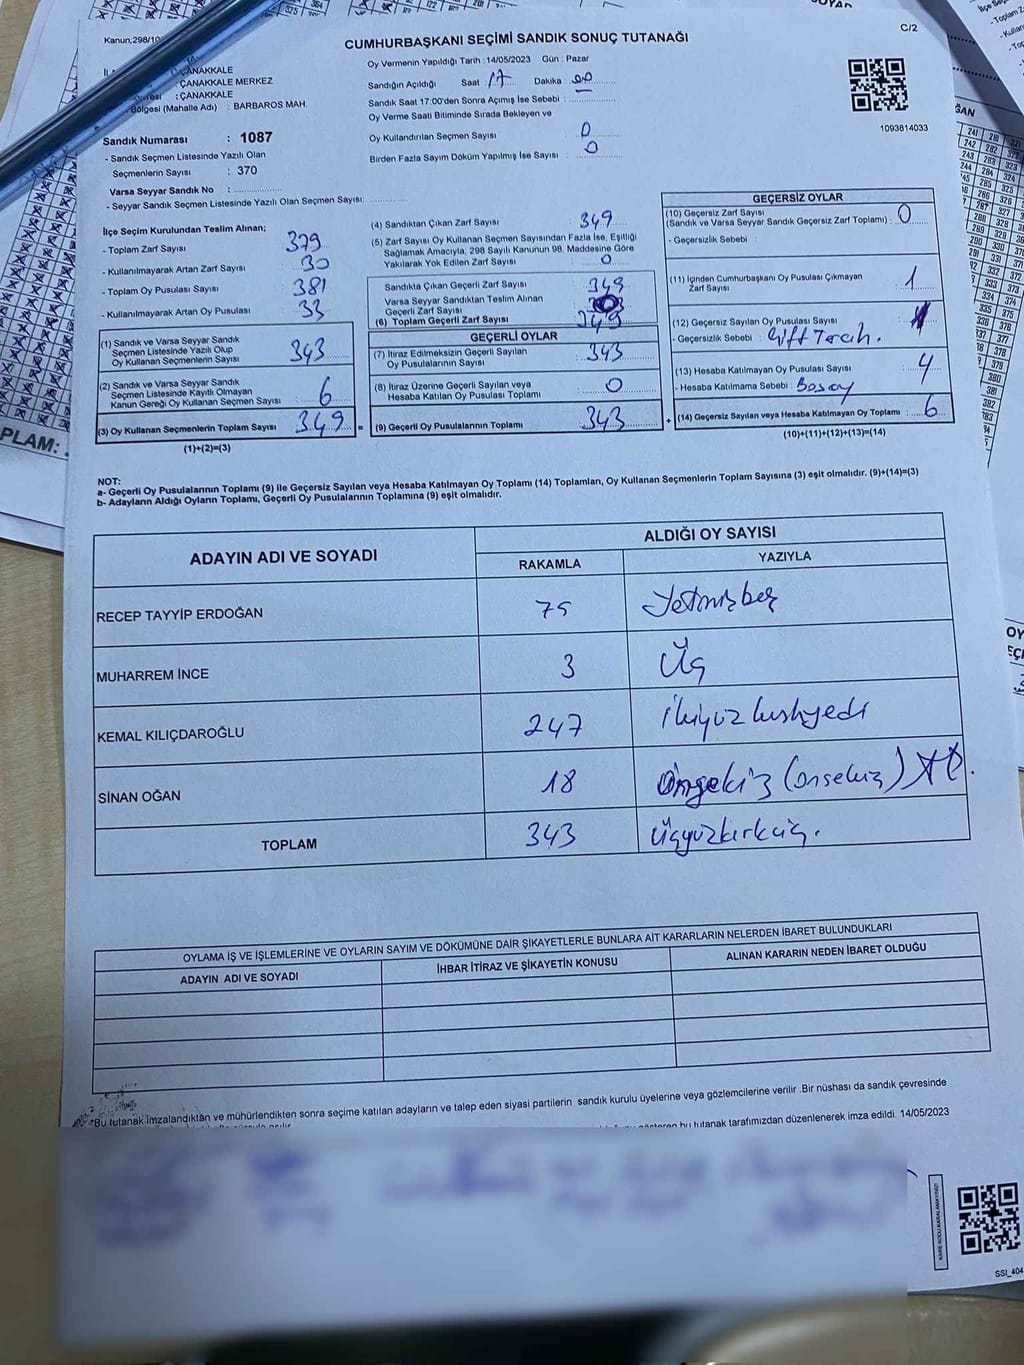 Kanun;298/10
CUMHURBAŞKANI SEÇİMİ SANDIK SONUÇ TUTANAĞI
C/2
: ÇANAKKALE
: ÇANAKKALE MERKEZ
: ÇANAKKALE
Bölgesi (Mahalle Adı) : BARBAROS MAH.
Sandık Numarası : 1087
- Sandık Seçmen Listesinde Yazılı Olan
Seçmenlerin Sayısı : 370
Varsa Seyyar Sandık No :
- Seyyar Sandık Seçmen Listesinde Yazılı Olan Seçmen Sayısı:
Oy Vermenin Yapıldığı Tarih : 14/05/2023 Gün : Pazar
Sandığın Açıldığı Saat 17 Dakika : 00
Sandık Saat 17:00'den Sonra Açımış İse Sebebi :
Oy Verme Saati Bitiminde Sırada Bekleyen ve
Oy Kullandırılan Seçmen Sayısı : 0
Birden Fazla Sayım Döküm Yapılmış İse Sayısı : 0
1093814033
İlçe Seçim Kurulundan Teslim Alınan;
- Toplam Zarf Sayısı : 379
- Kullanılmayarak Artan Zarf Sayısı : 30
- Toplam Oy Pusulası Sayısı : 381
- Kullanılmayarak Artan Oy Pusulası : 33
(1) Sandık ve Varsa Seyyar Sandık
Seçmen Listesinde Yazılı Olup
Oy Kullanan Seçmenlerin Sayısı : 343
(2) Sandık ve Varsa Seyyar Sandık
Seçmen Listesinde Kayıtlı Olmayan
Kanun Gereği Oy Kullanan Seçmen Sayısı : 6
(3) Oy Kullanan Seçmenlerin Toplam Sayısı : 349 =
(1)+(2)=(3)
(4) Sandıktan Çıkan Zarf Sayısı : 349
(5) Zarf Sayısı Oy Kullanan Seçmen Sayısından Fazla İse, Eşitliği
Sağlamak Amacıyla, 298 Sayılı Kanunun 98. Maddesine Göre
Yakılarak Yok Edilen Zarf Sayısı : 0
Sandıkta Çıkan Geçerli Zarf Sayısı : 349
Varsa Seyyar Sandıktan Teslim Alınan
Geçerli Zarf Sayısı
(6) Toplam Geçerli Zarf Sayısı : 349
GEÇERLİ OYLAR
(7) İtiraz Edilmeksizin Geçerli Sayılan
Oy Pusulalarının Sayısı : 343
(8) İtiraz Üzerine Geçerli Sayılan veya
Hesaba Katılan Oy Pusulası Toplamı : 0
(9) Geçerli Oy Pusulalarının Toplamı : 343 +
GEÇERSİZ OYLAR
(10) Geçersiz Zarf Sayısı
(Sandık ve Varsa Seyyar Sandık Geçersiz Zarf Toplamı) : 0
- Geçersizlik Sebebi :
(11) İçinden Cumhurbaşkanı Oy Pusulası Çıkmayan
Zarf Sayısı : 1
(12) Geçersiz Sayılan Oy Pusulası Sayısı : 1
- Geçersizlik Sebebi : Çift Tercih.
(13) Hesaba Katılmayan Oy Pusulası Sayısı : 4
- Hesaba Katılmama Sebebi : Boşoy
(14) Geçersiz Sayılan veya Hesaba Katılmayan Oy Toplamı : 6
(10)+(11)+(12)+(13)=(14)
NOT:
a- Geçerli Oy Pusulalarının Toplamı (9) ile Geçersiz Sayılan veya Hesaba Katılmayan Oy Toplamı (14) Toplamları, Oy Kullanan Seçmenlerin Toplam Sayısına (3) eşit olmalıdır. (9)+(14)=(3)
b- Adayların Aldığı Oyların Toplamı, Geçerli Oy Pusulalarının Toplamına (9) eşit olmalıdır.
ADAYIN ADI VE SOYADI
ALDIĞI OY SAYISI
RAKAMLA YAZIYLA
RECEP TAYYİP ERDOĞAN 75 Yetmişbeş
MUHARREM İNCE 3 Üç
KEMAL KILIÇDAROĞLU 247 İkiyüz kırkyedi
SİNAN OĞAN 18 onsekiz (onsekiz)
TOPLAM 343 üçyüzkırküç.
OYLAMA İŞ VE İŞLEMLERİNE VE OYLARIN SAYIM VE DÖKÜMÜNE DAİR ŞİKAYETLERLE BUNLARA AİT KARARLARIN NELERDEN İBARET BULUNDUKLARI
ADAYIN ADI VE SOYADI İHBAR İTİRAZ VE ŞİKAYETİN KONUSU ALINAN KARARIN NEDEN İBARET OLDUĞU
*Bu tutanak imzalandıktan ve mühürlendikten sonra seçime katılan adayların ve talep eden siyasi partilerin sandık kurulu üyelerine veya gözlemcilerine verilir .Bir nüshası da sandık çevresinde
bu tutanak tarafımızdan düzenlenerek imza edildi. 14/05/2023
KARE KODU KARALAMAYINIZ!
SSI_404
PLAM: